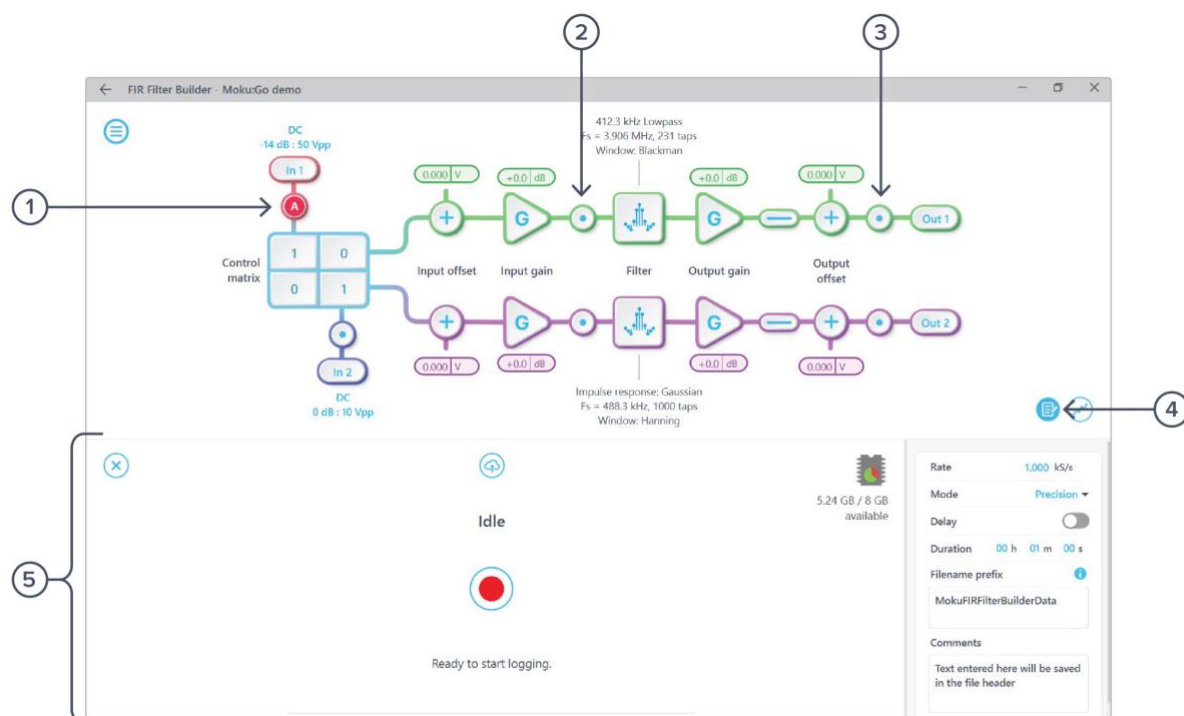 2
3
FIR Filter Builder - Moku:Go demo
DC
-14 dB : 50 Vpp
412.3 kHz Lowpass
Fs = 3.906 MHz, 231 taps
Window: Blackman
In 1
0.000 V
+0.0 dB
+0.0 dB
0.000 V
1
A
G
G
Out 1
Control
matrix
1 0
0 1
Input offset
Input gain
Filter
Output gain
Output
offset
G
G
Out 2
In 2
0.000 V
+0.0 dB
+0.0 dB
0.000 V
DC
0 dB : 10 Vpp
Impulse response: Gaussian
Fs = 488.3 kHz, 1000 taps
Window: Hanning
4
5
Idle
Ready to start logging.
5.24 GB / 8 GB
available
Rate 1.000 kS/s
Mode Precision
Delay
Duration 00 h 01 m 00 s
Filename prefix i
MokuFIRFilterBuilderData
Comments
Text entered here will be saved
in the file header